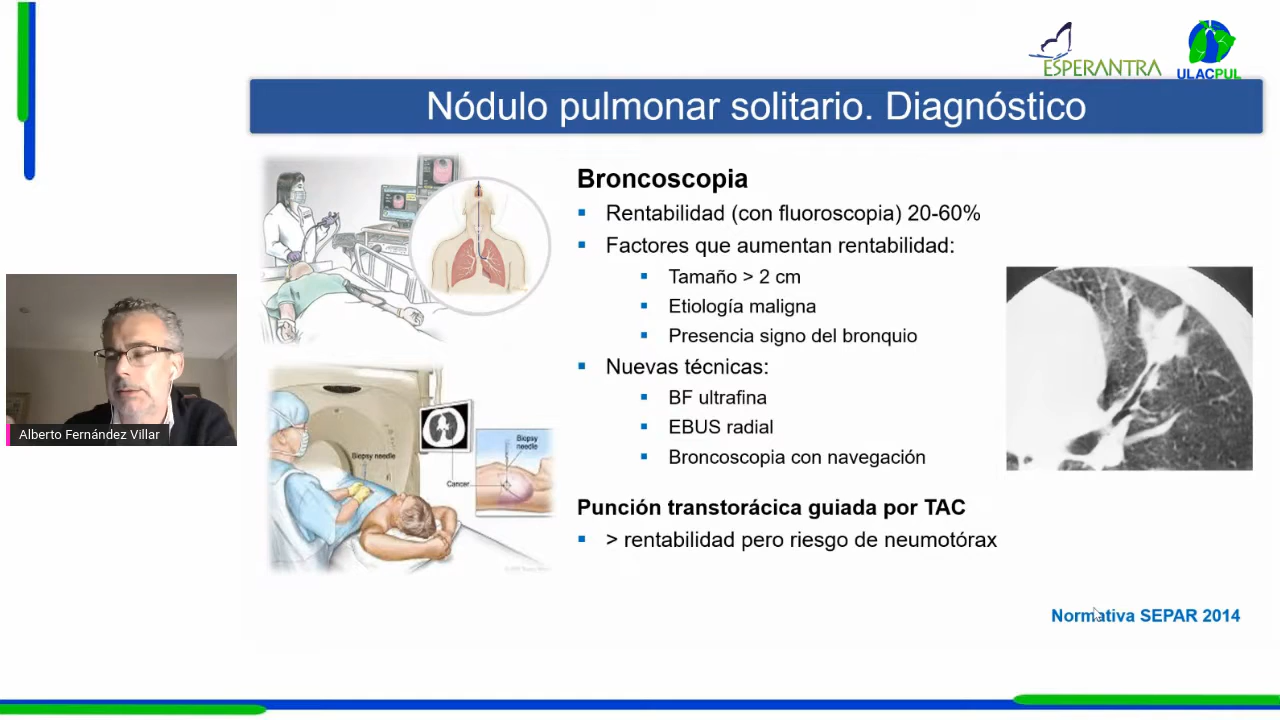 ESPERANTRA
ULACPUL
Nódulo pulmonar solitario. Diagnóstico
Broncoscopia
Rentabilidad (con fluoroscopia) 20-60%
Factores que aumentan rentabilidad:
Tamaño > 2 cm
Etiología maligna
Presencia signo del bronquio
Nuevas técnicas:
BF ultrafina
EBUS radial
Broncoscopia con navegación
Punción transtorácica guiada por TAC
> rentabilidad pero riesgo de neumotórax
Normativa SEPAR 2014
Alberto Fernández Villar
Biopsy needle
Cancer
Biopsy
needle